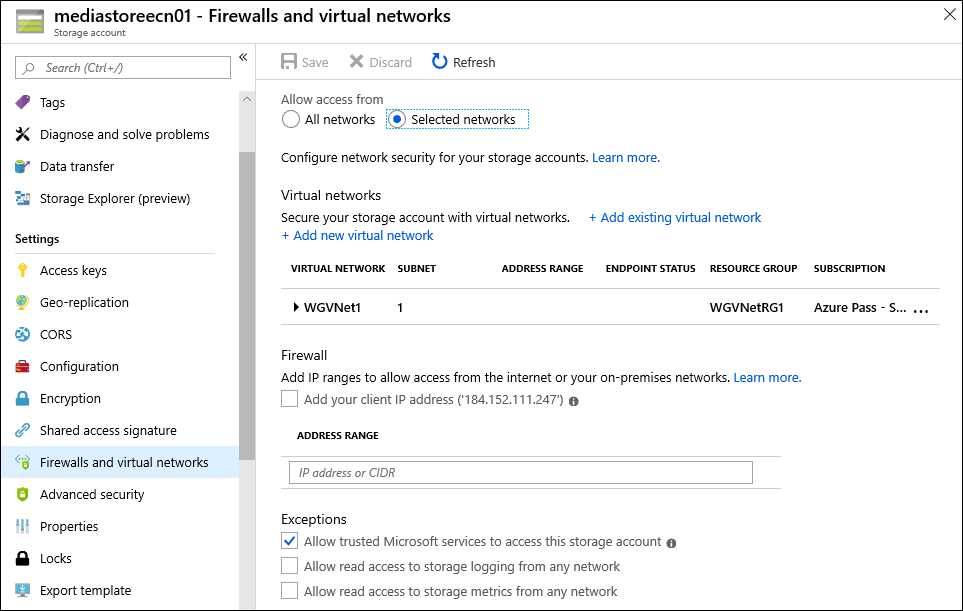 mediastoreecn01 - Firewalls and virtual networks
Storage account
Search (Ctrl+/)
Tags
Diagnose and solve problems
Data transfer
Storage Explorer (preview)
Settings
Access keys
Geo-replication
CORS
Configuration
Encryption
Shared access signature
Firewalls and virtual networks
Advanced security
Properties
Locks
Export template
Save Discard Refresh
Allow access from
All networks Selected networks
Configure network security for your storage accounts. Learn more.
Virtual networks
Secure your storage account with virtual networks. + Add existing virtual network
+ Add new virtual network
VIRTUAL NETWORK SUBNET ADDRESS RANGE ENDPOINT STATUS RESOURCE GROUP SUBSCRIPTION
WGVNet1 1 WGVNetRG1 Azure Pass - S... ...
Firewall
Add IP ranges to allow access from the internet or your on-premises networks. Learn more.
Add your client IP address ('184.152.111.247')
ADDRESS RANGE
IP address or CIDR
Exceptions
Allow trusted Microsoft services to access this storage account
Allow read access to storage logging from any network
Allow read access to storage metrics from any network